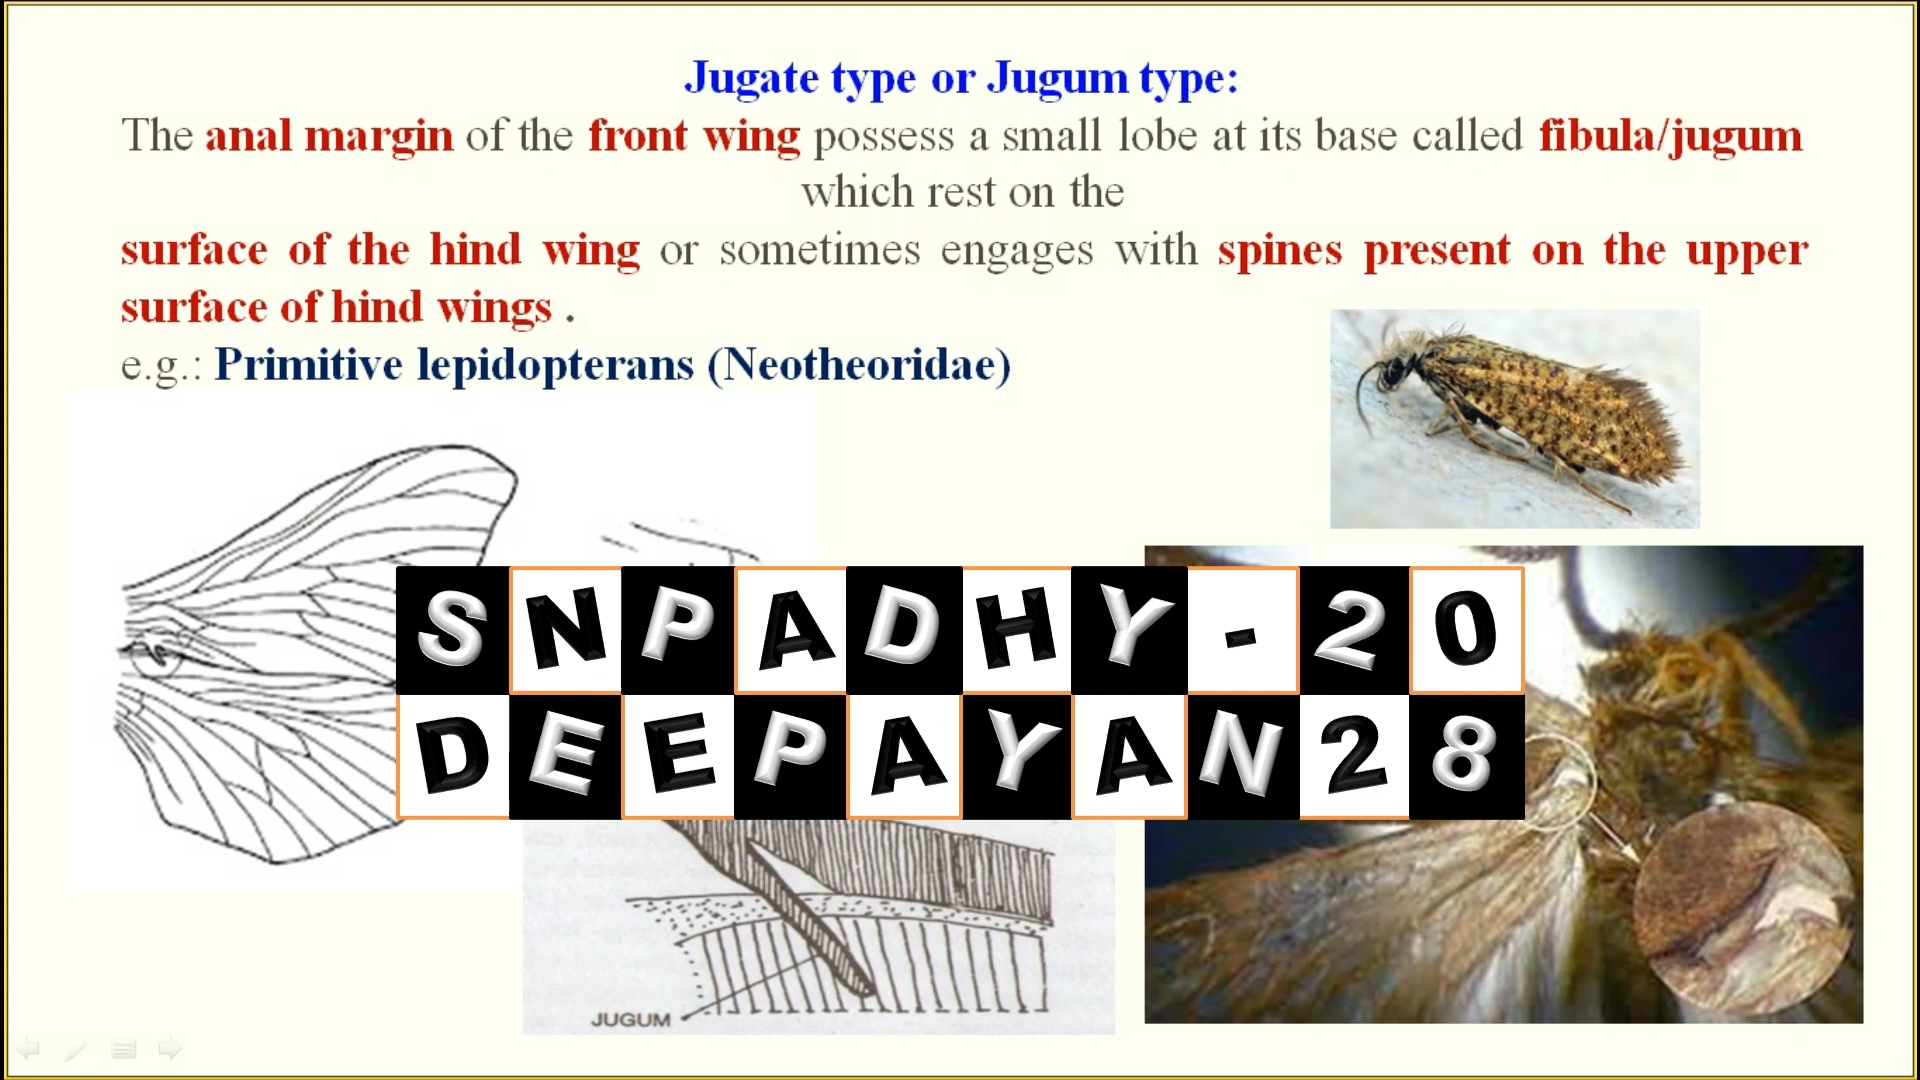 Jugate type or Jugum type:
The anal margin of the front wing possess a small lobe at its base called fibula/jugum
which rest on the
surface of the hind wing or sometimes engages with spines present on the upper
surface of hind wings .
e.g.: Primitive lepidopterans (Neotheoridae)
SNPADHY-20
DEEPAYAN28
JUGUM